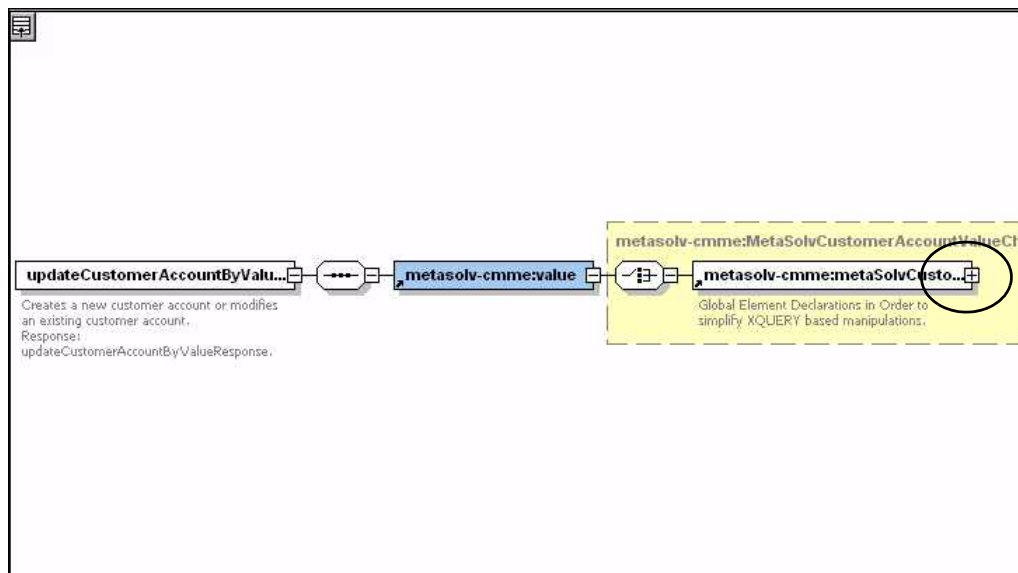 metasolv-cmme:MetaSolvCustomerAccountValueCh
updateCustomerAccountByValu...
metasolv-cmme:value
metasolv-cmme:metaSolvCusto...
Creates a new customer account or modifies
an existing customer account.
Response:
updateCustomerAccountByValueResponse.
Global Element Declarations in Order to
simplify XQUERY based manipulations.